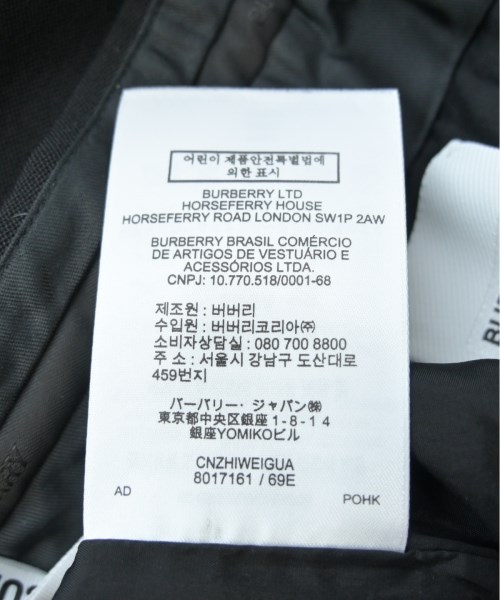 어린이 제품안전특별법에
의한 표시
BURBERRY LTD
HORSEFERRY HOUSE
HORSEFERRY ROAD LONDON SW1P 2AW
BURBERRY BRASIL COMÉRCIO
DE ARTIGOS DE VESTUÁRIO E
ACESSÓRIOS LTDA.
CNPJ: 10.770.518/0001-68
제조원 : 버버리
수입원 : 버버리코리아㈜
소비자상담실 : 080 700 8800
주 소 : 서울시 강남구 도산대로
459번지
バーバリー・ジャパン㈱
東京都中央区銀座1-8-14
銀座YOMIKOビル
CNZHIWEIGUA
8017161 / 69E
AD
POHK